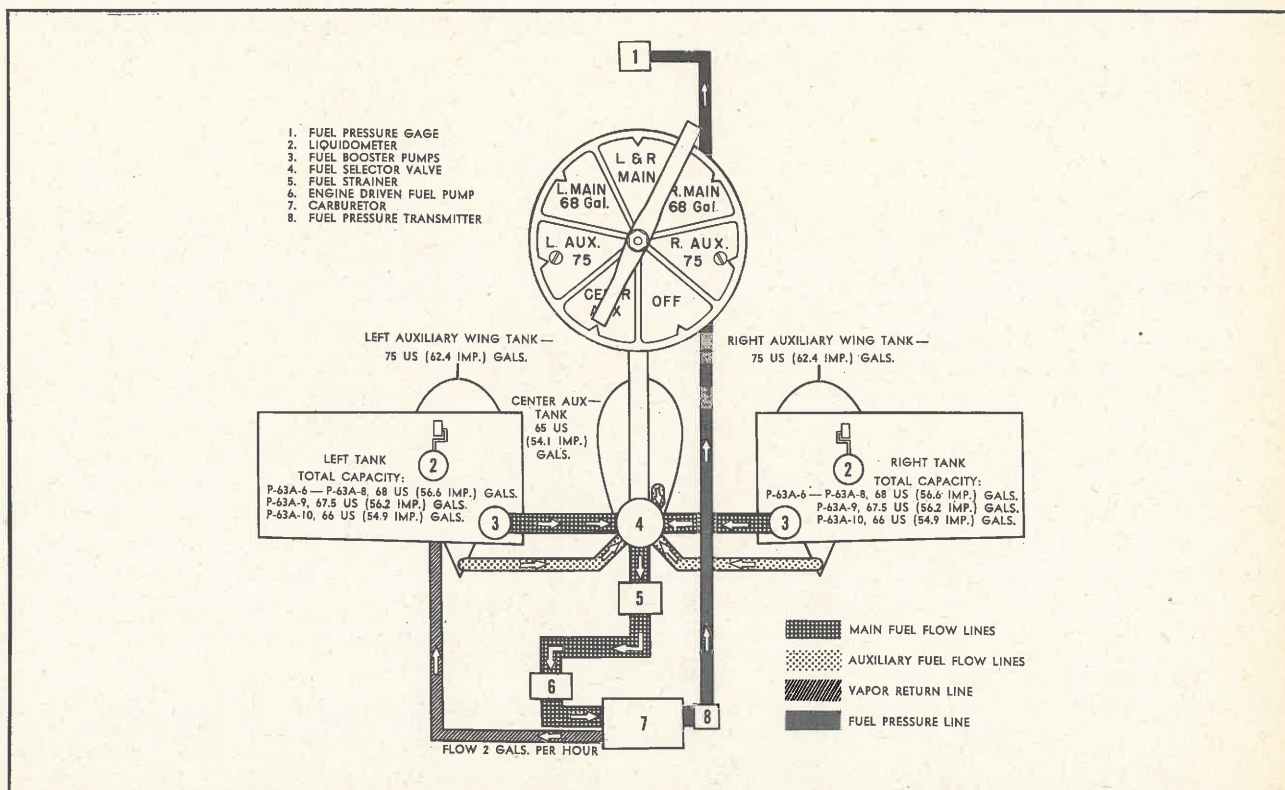 1
1. FUEL PRESSURE GAGE
2. LIQUIDOMETER
3. FUEL BOOSTER PUMPS
4. FUEL SELECTOR VALVE
5. FUEL STRAINER
6. ENGINE DRIVEN FUEL PUMP
7. CARBURETOR
8. FUEL PRESSURE TRANSMITTER
L & R
MAIN
L. MAIN
68 Gal.
R. MAIN
68 Gal.
L. AUX.
75
R. AUX.
75
OFF
LEFT AUXILIARY WING TANK—
75 US (62.4 IMP.) GALS.
RIGHT AUXILIARY WING TANK—
75 US (62.4 IMP.) GALS.
CENTER AUX—
TANK
65 US
(54.1 IMP.)
GALS.
2
LEFT TANK
TOTAL CAPACITY:
P-63A-6 — P-63A-8, 68 US (56.6 IMP.) GALS.
P-63A-9, 67.5 US (56.2 IMP.) GALS.
P-63A-10, 66 US (54.9 IMP.) GALS.
3
4
2
RIGHT TANK
TOTAL CAPACITY:
P-63A-6 — P-63A-8, 68 US (56.6 IMP.) GALS.
P-63A-9, 67.5 US (56.2 IMP.) GALS.
P-63A-10, 66 US (54.9 IMP.) GALS.
3
5
6
7
8
FLOW 2 GALS. PER HOUR
MAIN FUEL FLOW LINES
AUXILIARY FUEL FLOW LINES
VAPOR RETURN LINE
FUEL PRESSURE LINE